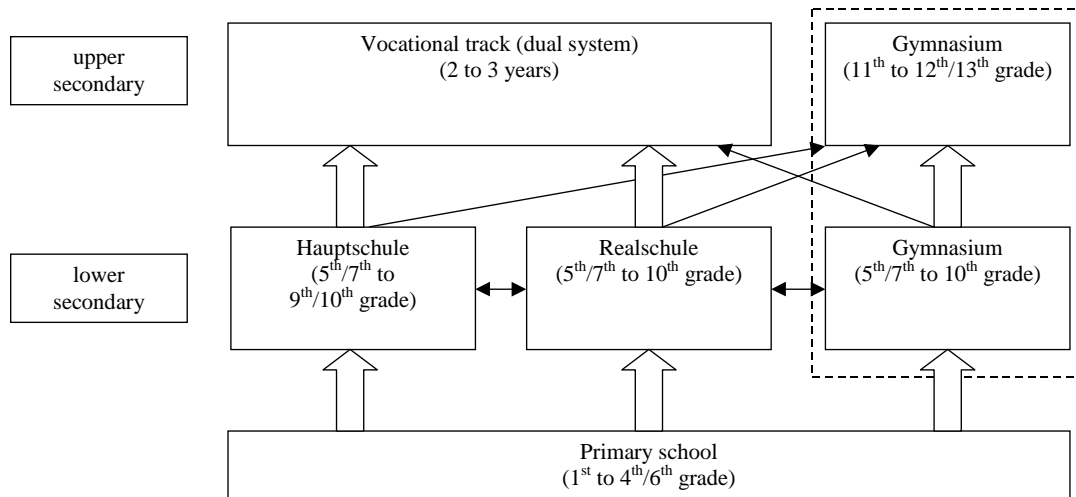 upper
secondary
Vocational track (dual system)
(2 to 3 years)
Gymnasium
(11th to 12th/13th grade)
lower
secondary
Hauptschule
(5th/7th to
9th/10th grade)
Realschule
(5th/7th to 10th grade)
Gymnasium
(5th/7th to 10th grade)
Primary school
(1st to 4th/6th grade)